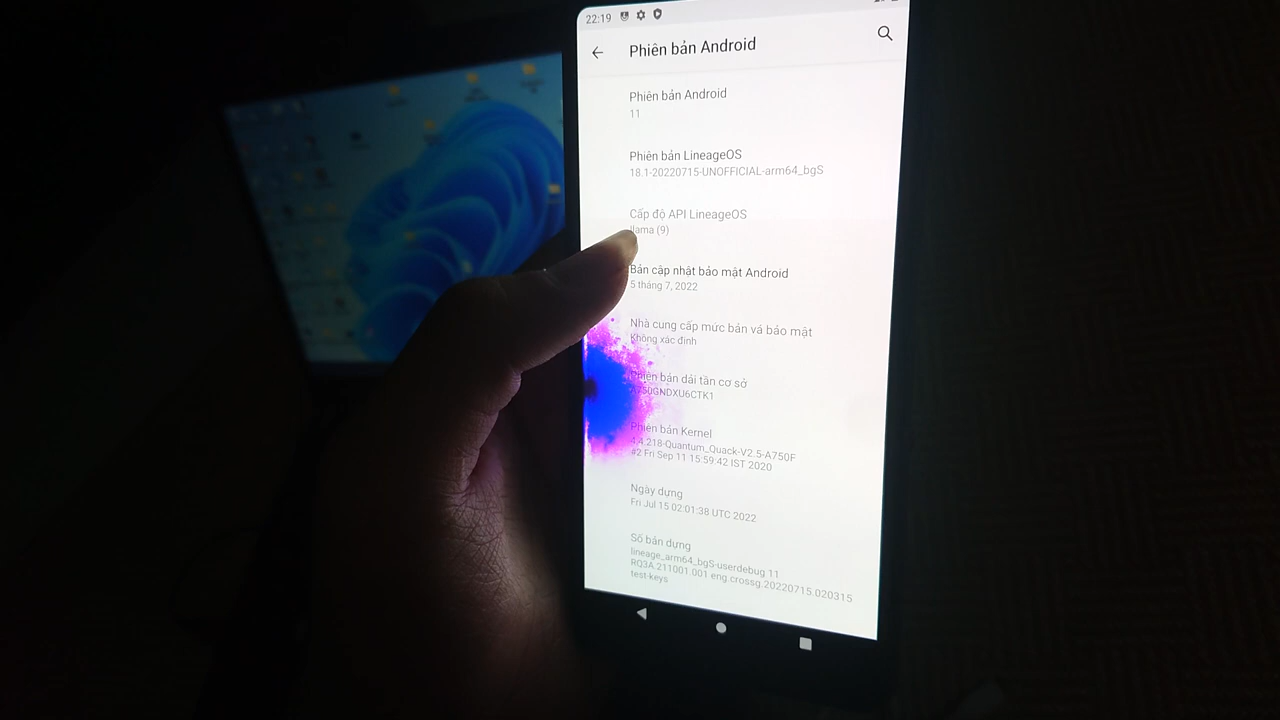 22:19
Phiên bản Android
Phiên bản Android
11
Phiên bản LineageOS
18.1-20220715-UNOFFICIAL-arm64_bgS
Cấp độ API LineageOS
llama (9)
Bản cập nhật bảo mật Android
5 tháng 7, 2022
Nhà cung cấp mức bản vá bảo mật
Không xác định
Phiên bản dải tần cơ sở
A750GNDXU6CTK1
Phiên bản Kernel
4.4.218-Quantum_Quack-V2.5-A750F
#2 Fri Sep 11 15:59:42 IST 2020
Ngày dựng
Fri Jul 15 02:01:38 UTC 2022
Số bản dựng
lineage_arm64_bgS-userdebug 11
RQ3A.211001.001 eng.crossg.20220715.020315
test-keys